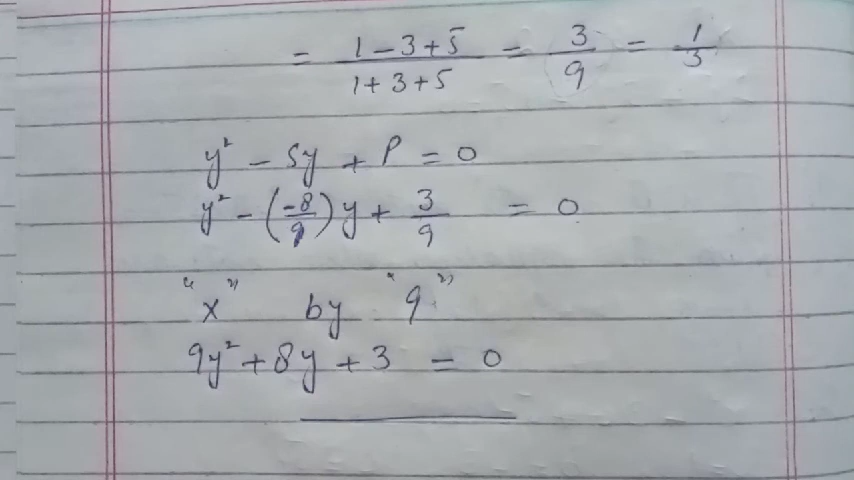 = (1-3+5)/(1+3+5) = 3/9 = 1/3
y² - Sy + P = 0
y² - (-8/9) y + 3/9 = 0
"x" by "9"
9y² + 8y + 3 = 0